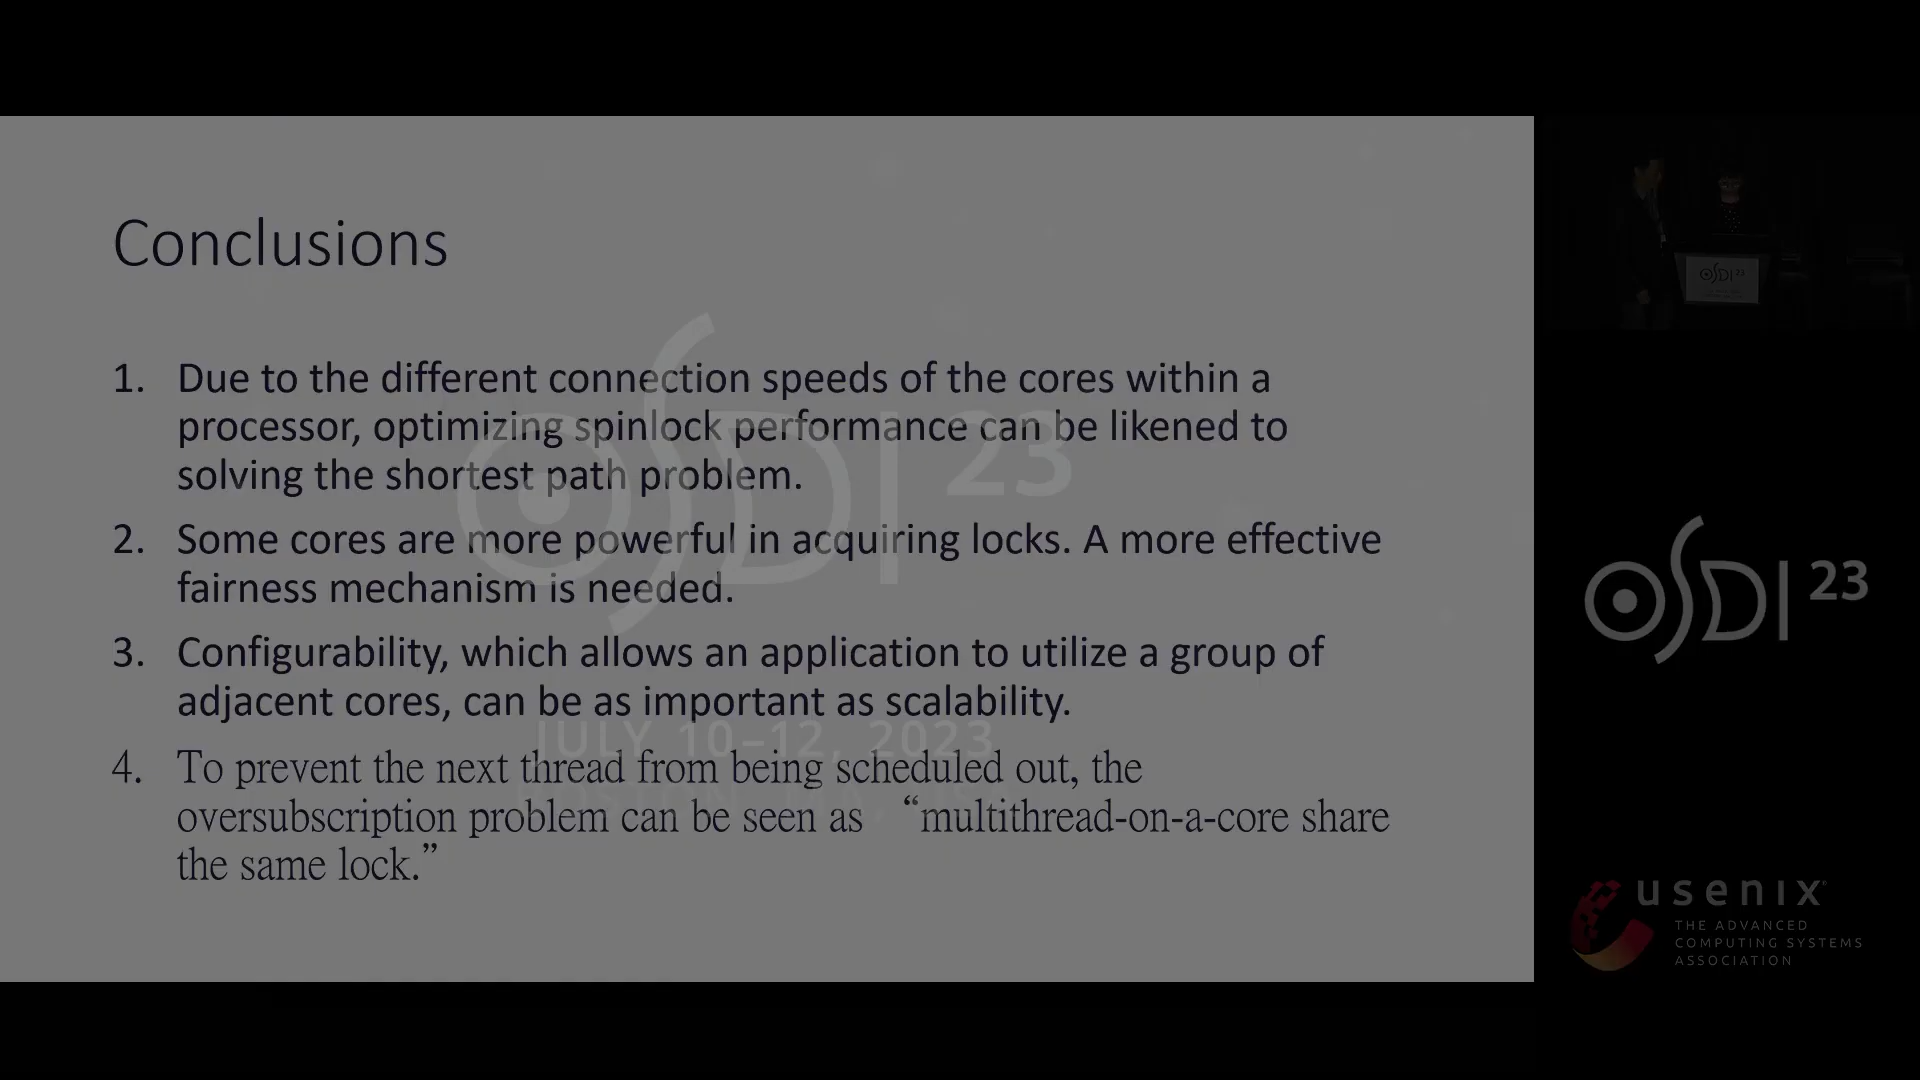 Conclusions
1. Due to the different connection speeds of the cores within a
processor, optimizing spinlock performance can be likened to
solving the shortest path problem.
2. Some cores are more powerful in acquiring locks. A more effective
fairness mechanism is needed.
3. Configurability, which allows an application to utilize a group of
adjacent cores, can be as important as scalability.
4. To prevent the next thread from being scheduled out, the
oversubscription problem can be seen as “multithread-on-a-core share
the same lock.”
OSDI 23
JULY 10–12, 2023
BOSTON, MA, USA
OSDI 23
OSDI 23
usenix
THE ADVANCED
COMPUTING SYSTEMS
ASSOCIATION